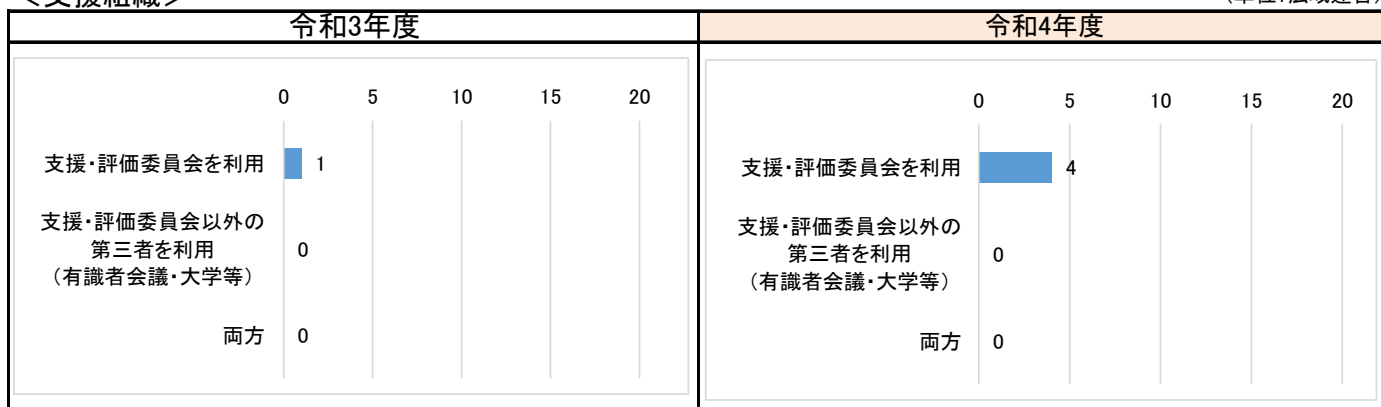 ＜支援組織＞
（単位：広域連合）
令和3年度
令和4年度
0 5 10 15 20
支援・評価委員会を利用 1
支援・評価委員会以外の
第三者を利用 0
（有識者会議・大学等）
両方 0
0 5 10 15 20
支援・評価委員会を利用 4
支援・評価委員会以外の
第三者を利用 0
（有識者会議・大学等）
両方 0